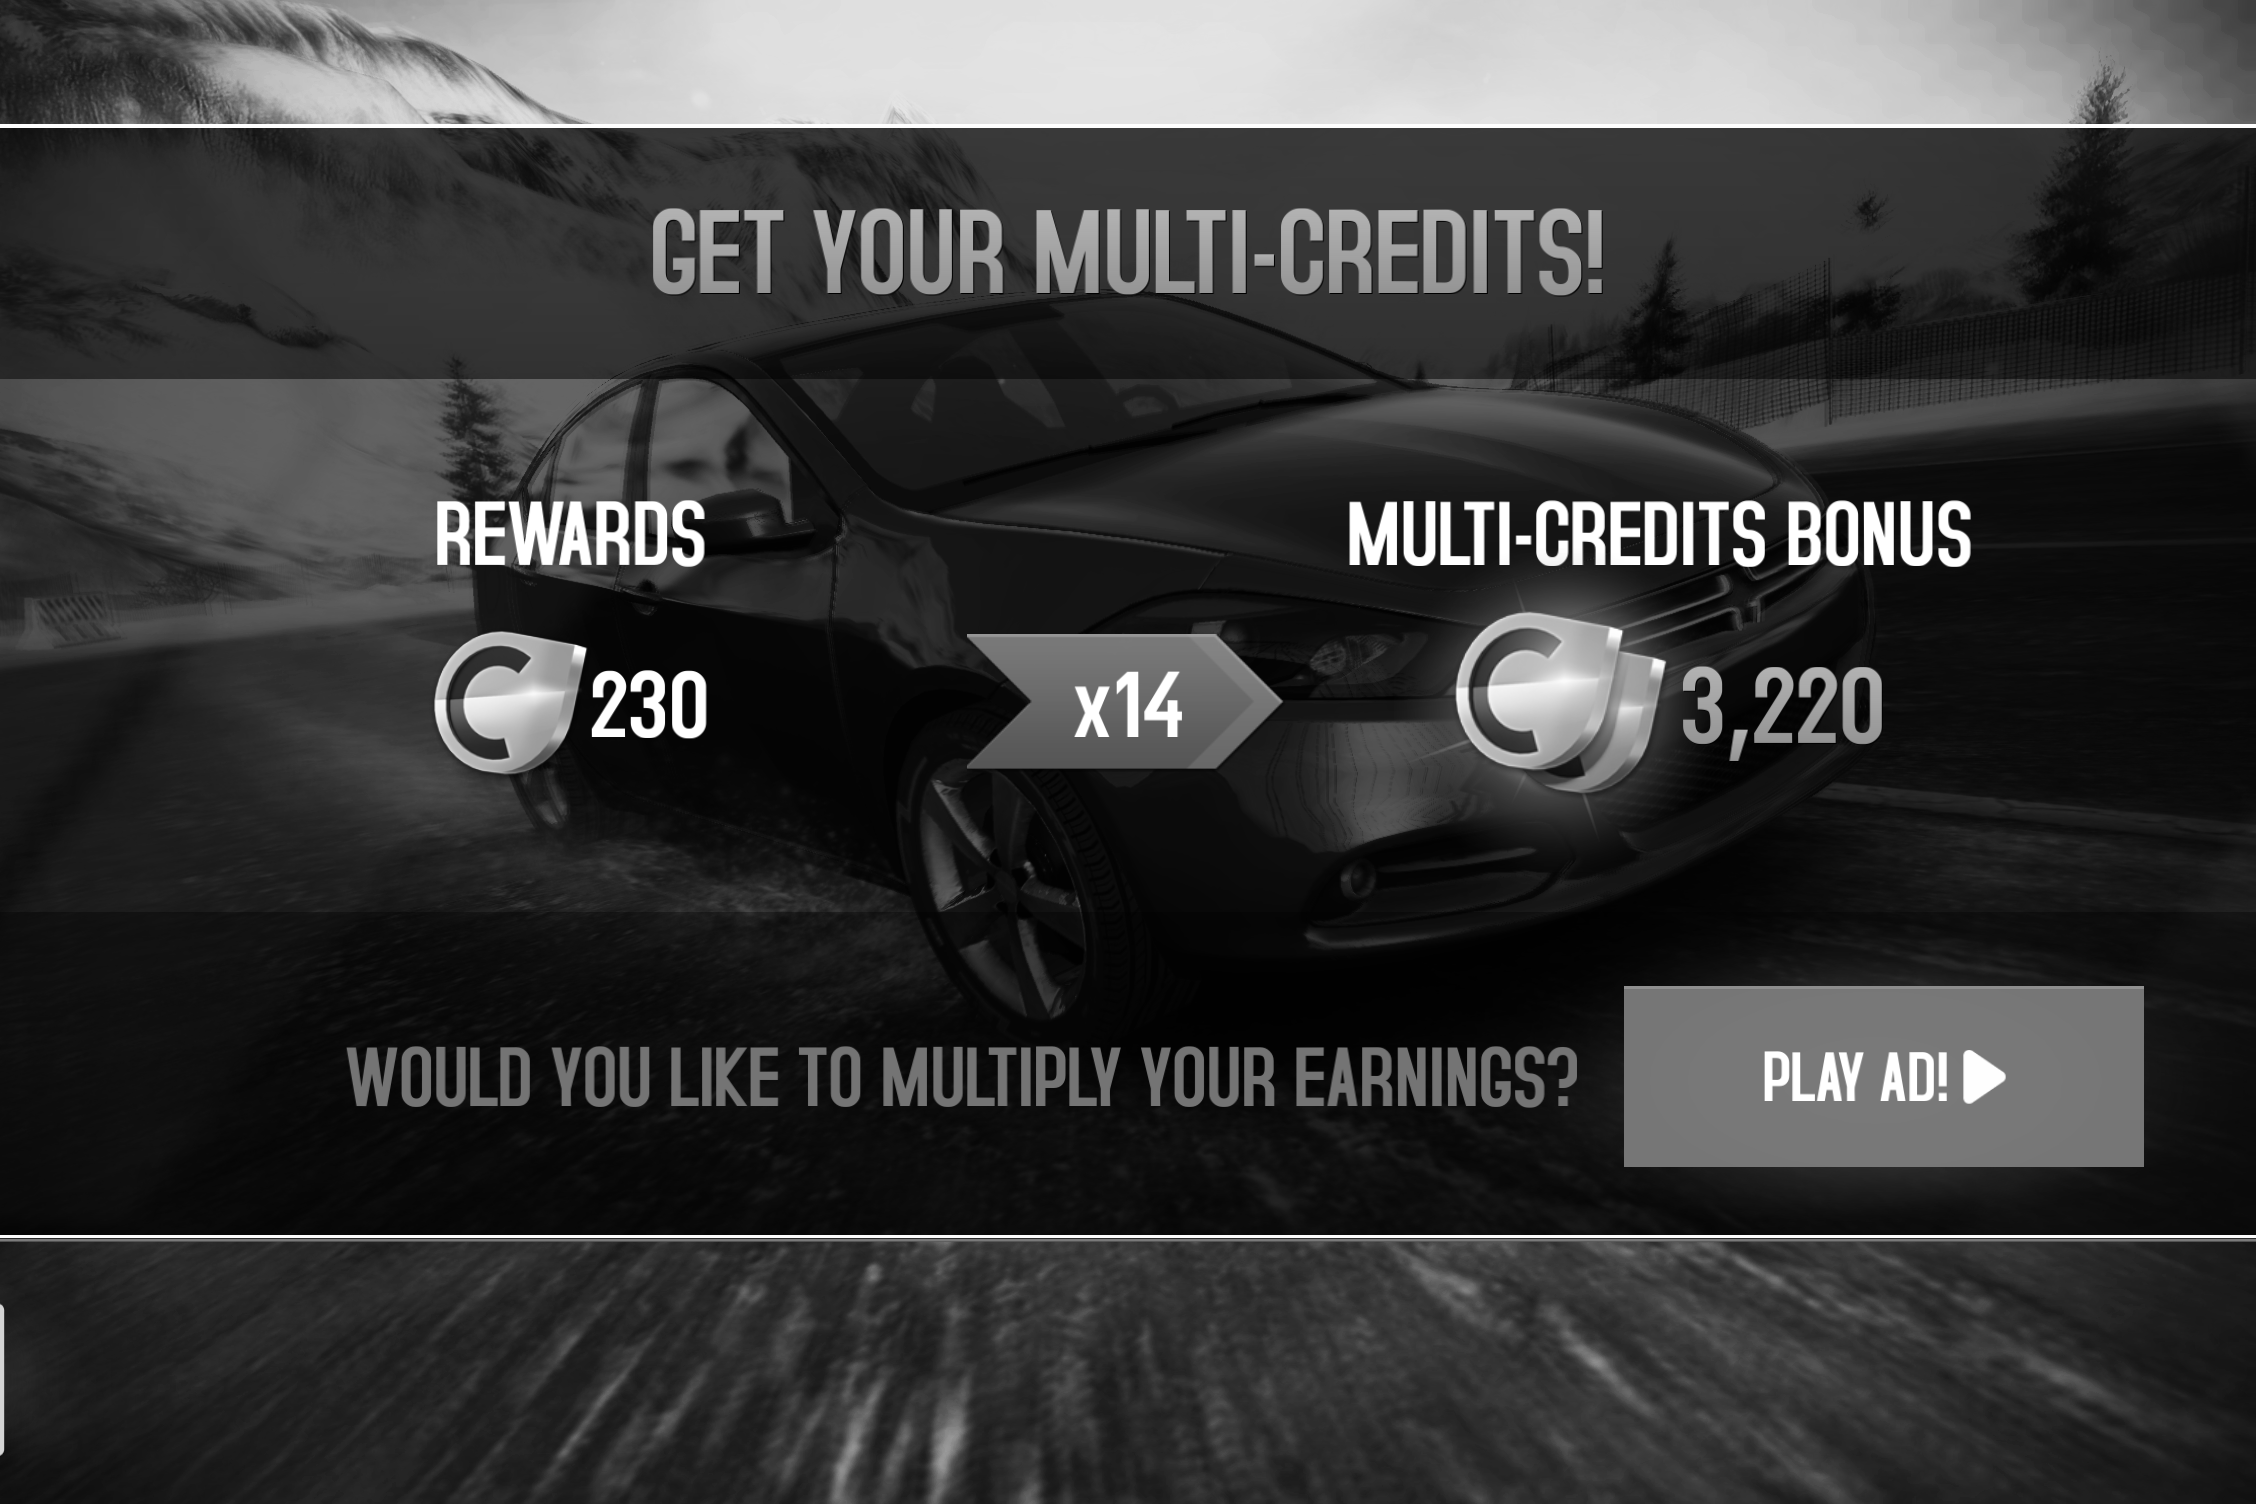 GET YOUR MULTI-CREDITS!
REWARDS
MULTI-CREDITS BONUS
230
x14
3,220
WOULD YOU LIKE TO MULTIPLY YOUR EARNINGS?
PLAY AD!